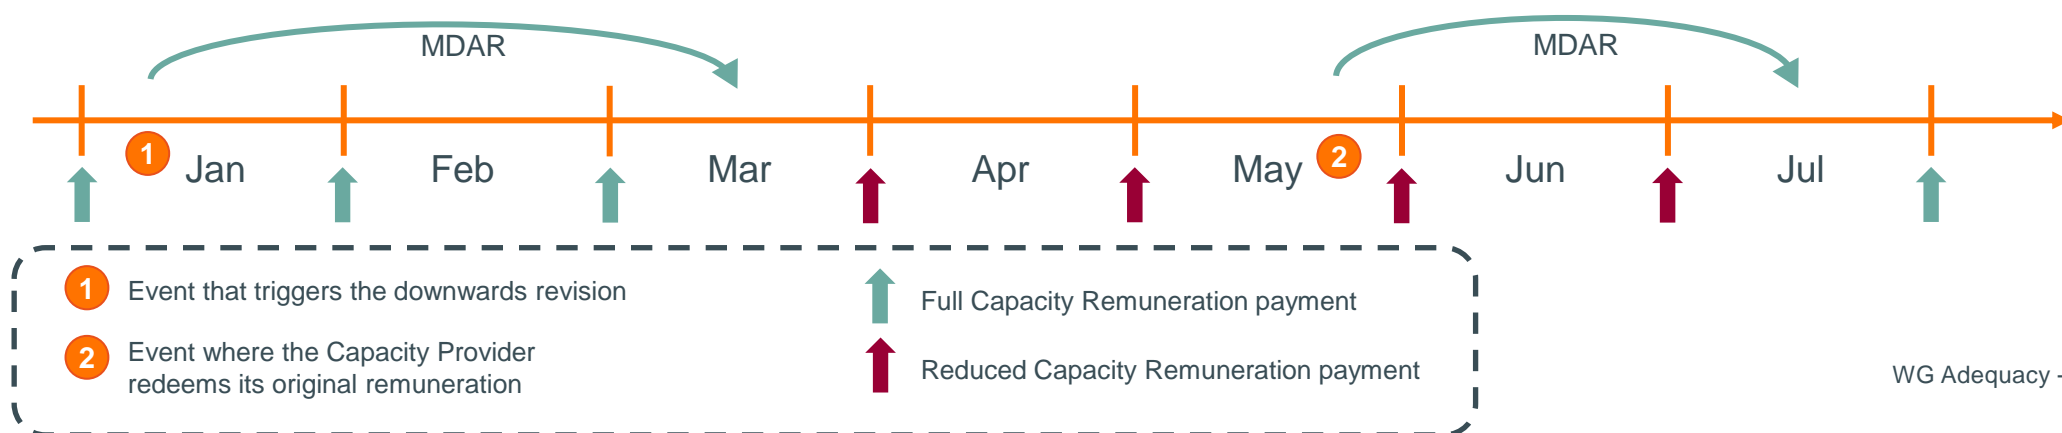 MDAR
MDAR
1
Jan
Feb
Mar
Apr
May
2
Jun
Jul
1
Event that triggers the downwards revision
2
Event where the Capacity Provider
redeems its original remuneration
Full Capacity Remuneration payment
Reduced Capacity Remuneration payment
WG Adequacy -